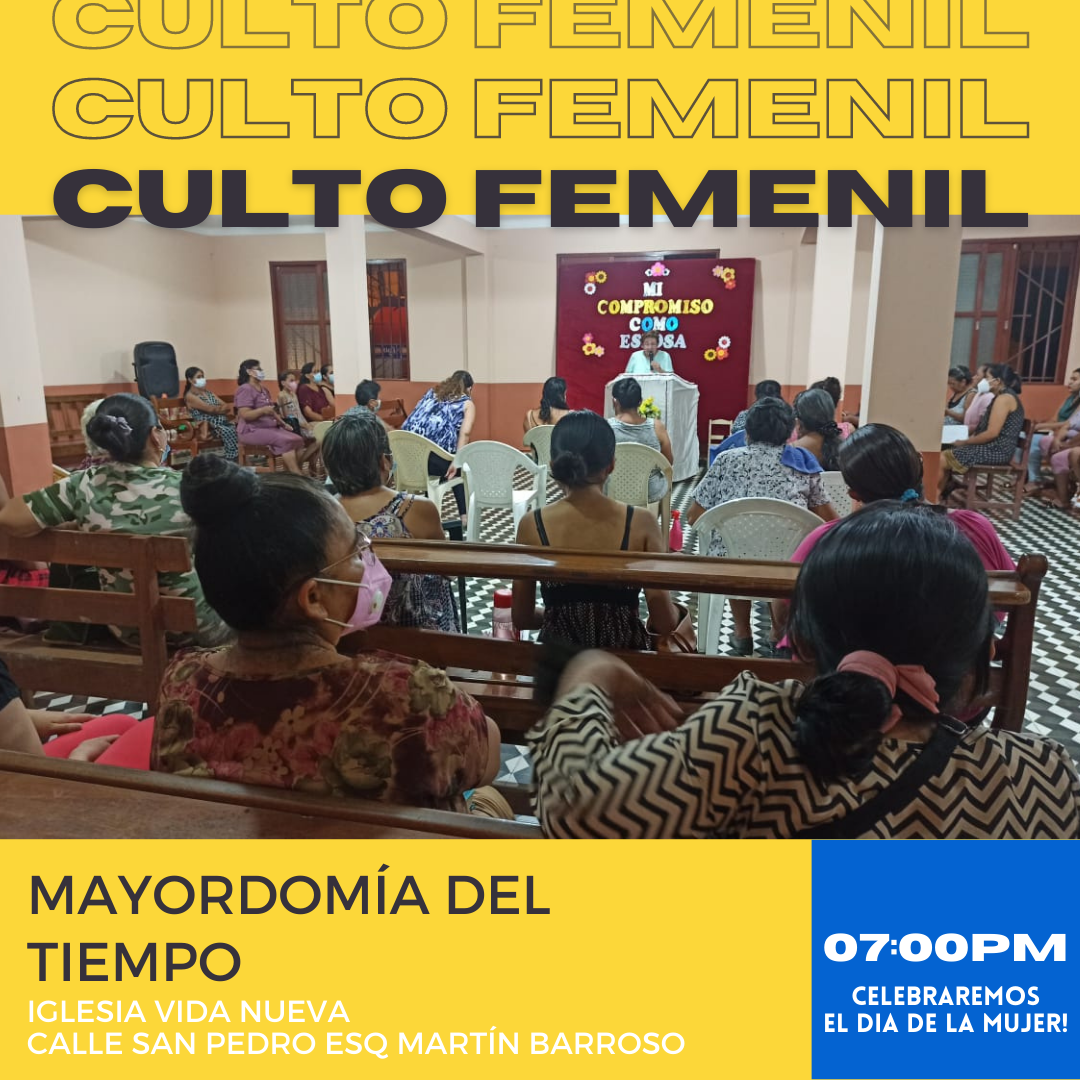 CULTO FEMENIL
CULTO FEMENIL
CULTO FEMENIL
MI
COMPROMISO
COMO
ESPOSA
MAYORDOMÍA DEL
TIEMPO
IGLESIA VIDA NUEVA
CALLE SAN PEDRO ESQ MARTÍN BARROSO
07:00PM
CELEBRAREMOS
EL DIA DE LA MUJER!